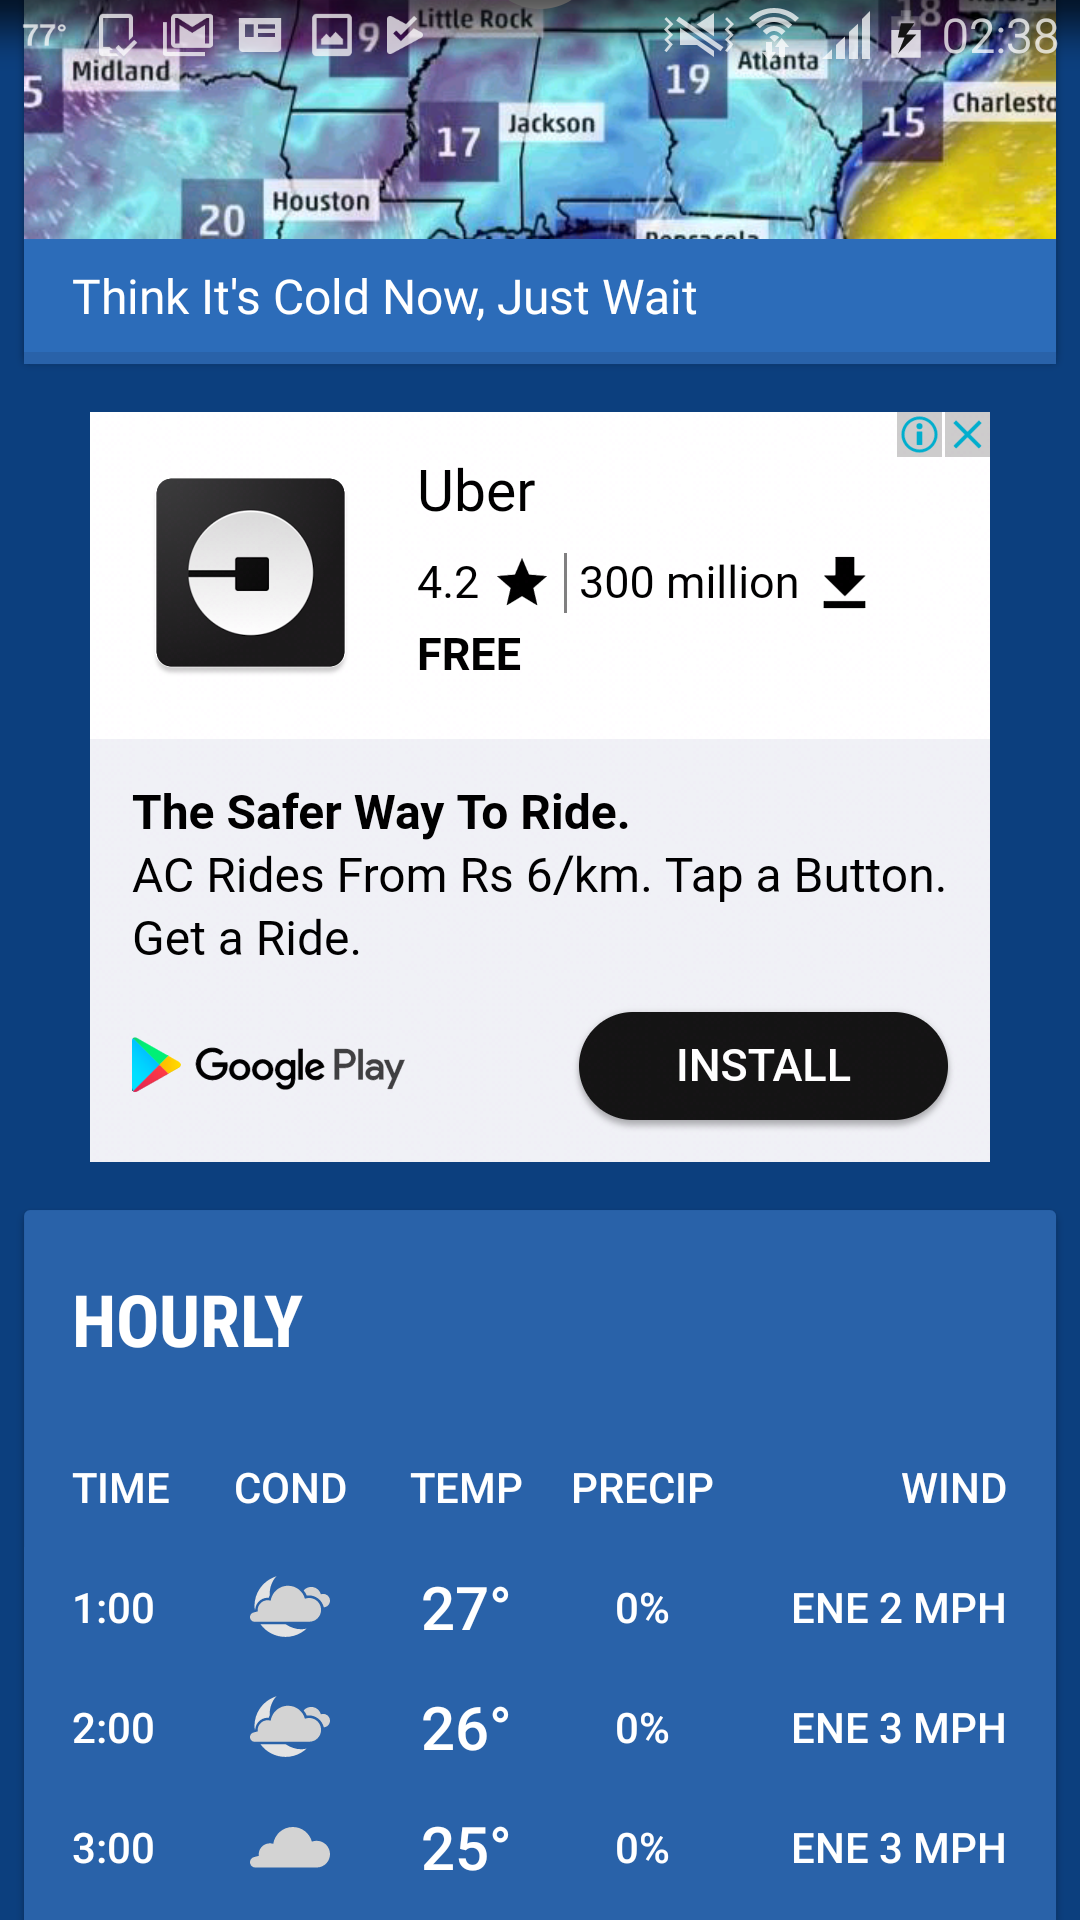 77°
9
02:38
Little Rock
18
Midland
5
19
Atlanta
15
Charlesto
17
Jackson
20
Houston
Pensacola
Think It's Cold Now, Just Wait
Uber
4.2
300 million
FREE
The Safer Way To Ride.
AC Rides From Rs 6/km. Tap a Button.
Get a Ride.
Google Play
INSTALL
HOURLY
TIME COND TEMP PRECIP WIND
1:00 27° 0% ENE 2 MPH
2:00 26° 0% ENE 3 MPH
3:00 25° 0% ENE 3 MPH